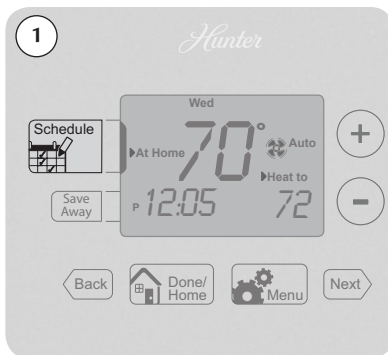 1
Hunter
Wed
Schedule
70°
Auto
At Home
Heat to
Save
Away
P 12:05
72
+
-
Back
Done/
Home
Menu
Next